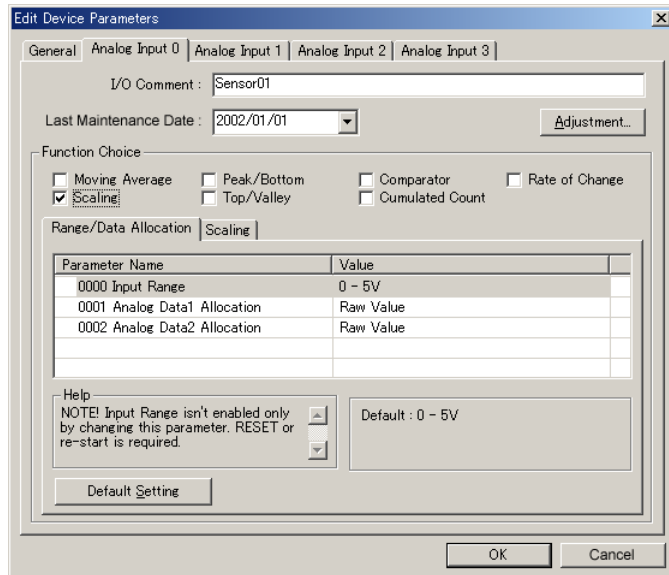 Edit Device Parameters
General Analog Input 0 Analog Input 1 Analog Input 2 Analog Input 3
I/O Comment : Sensor01
Last Maintenance Date : 2002/01/01 Adjustment...
Function Choice
Moving Average Peak/Bottom Comparator Rate of Change
Scaling Top/Valley Cumulated Count
Range/Data Allocation Scaling
Parameter Name Value
0000 Input Range 0 - 5V
0001 Analog Data1 Allocation Raw Value
0002 Analog Data2 Allocation Raw Value
Help
NOTE! Input Range isn't enabled only
by changing this parameter. RESET or
re-start is required.
Default : 0 - 5V
Default Setting
OK Cancel